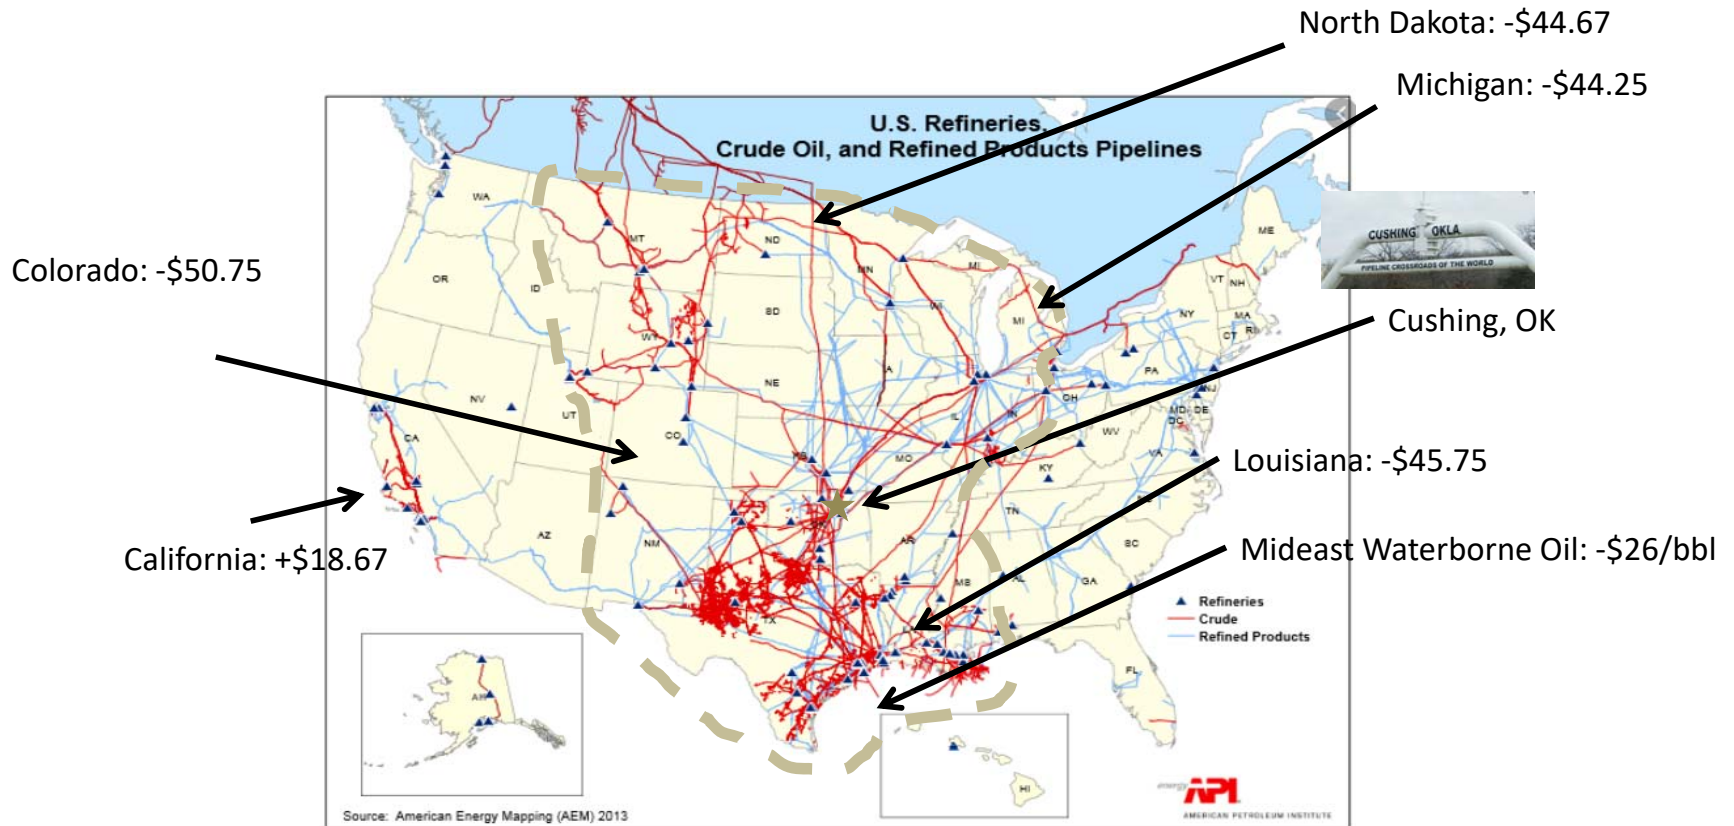 North Dakota: -$44.67
Michigan: -$44.25
U.S. Refineries,
Crude Oil, and Refined Products Pipelines
WA
MT
ND
ME
CUSHING OKLA.
PIPELINE CROSSROADS OF THE WORLD
MN
MI
VT
NH
Colorado: -$50.75
OR
ID
SD
WI
MI
NY
MA
CT
RI
Cushing, OK
WY
IA
PA
NJ
NE
NV
UT
OH
IL
IN
MD
DE
DC
CO
CA
WV
KS
MO
VA
Louisiana: -$45.75
KY
TN
AZ
NM
AR
SC
California: +$18.67
Mideast Waterborne Oil: -$26/bbl
MS
AL
GA
TX
LA
Refineries
Crude
Refined Products
FL
AK
HI
energy API
AMERICAN PETROLEUM INSTITUTE
Source: American Energy Mapping (AEM) 2013